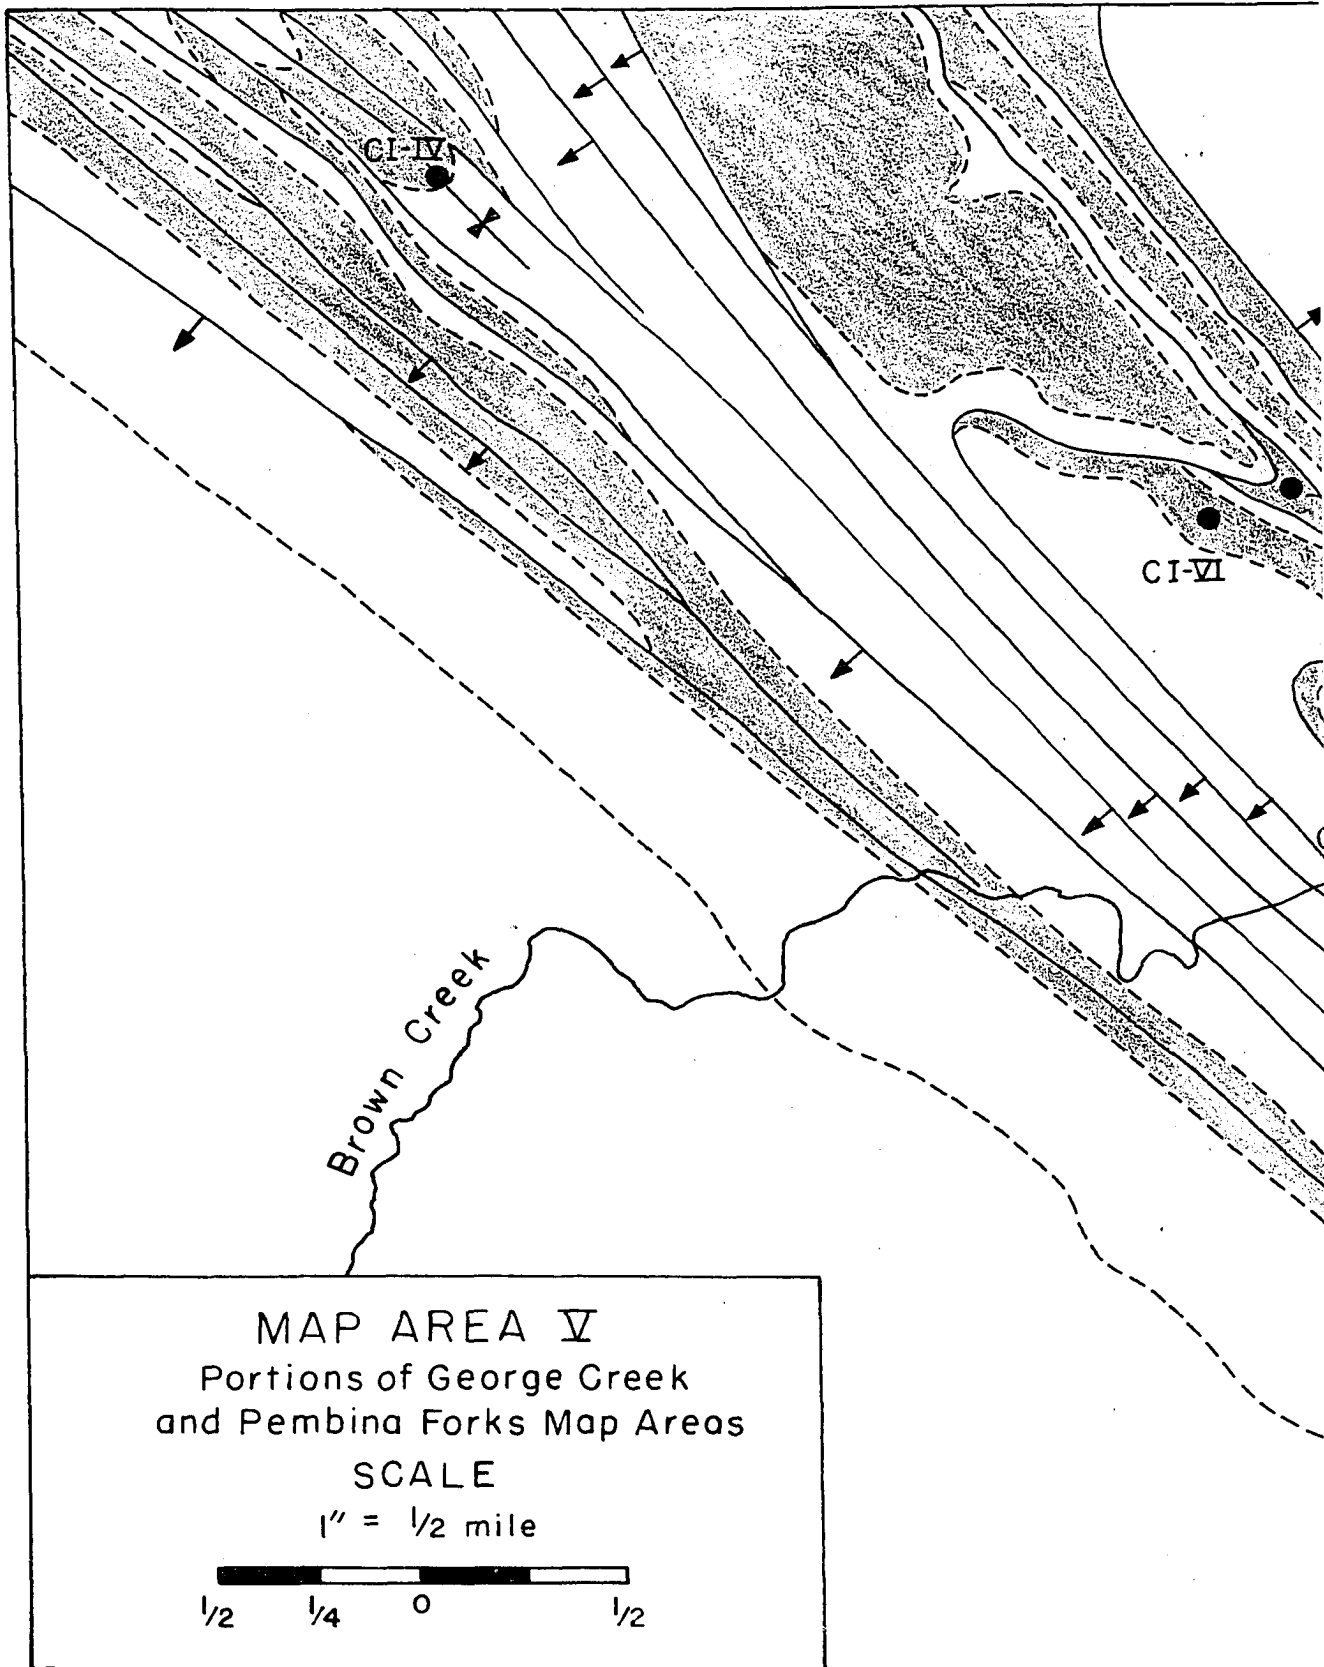 CI-IV
CI-VI
Brown Creek
MAP AREA V
Portions of George Creek
and Pembina Forks Map Areas
SCALE
1" = 1/2 mile
1/2 1/4 0 1/2